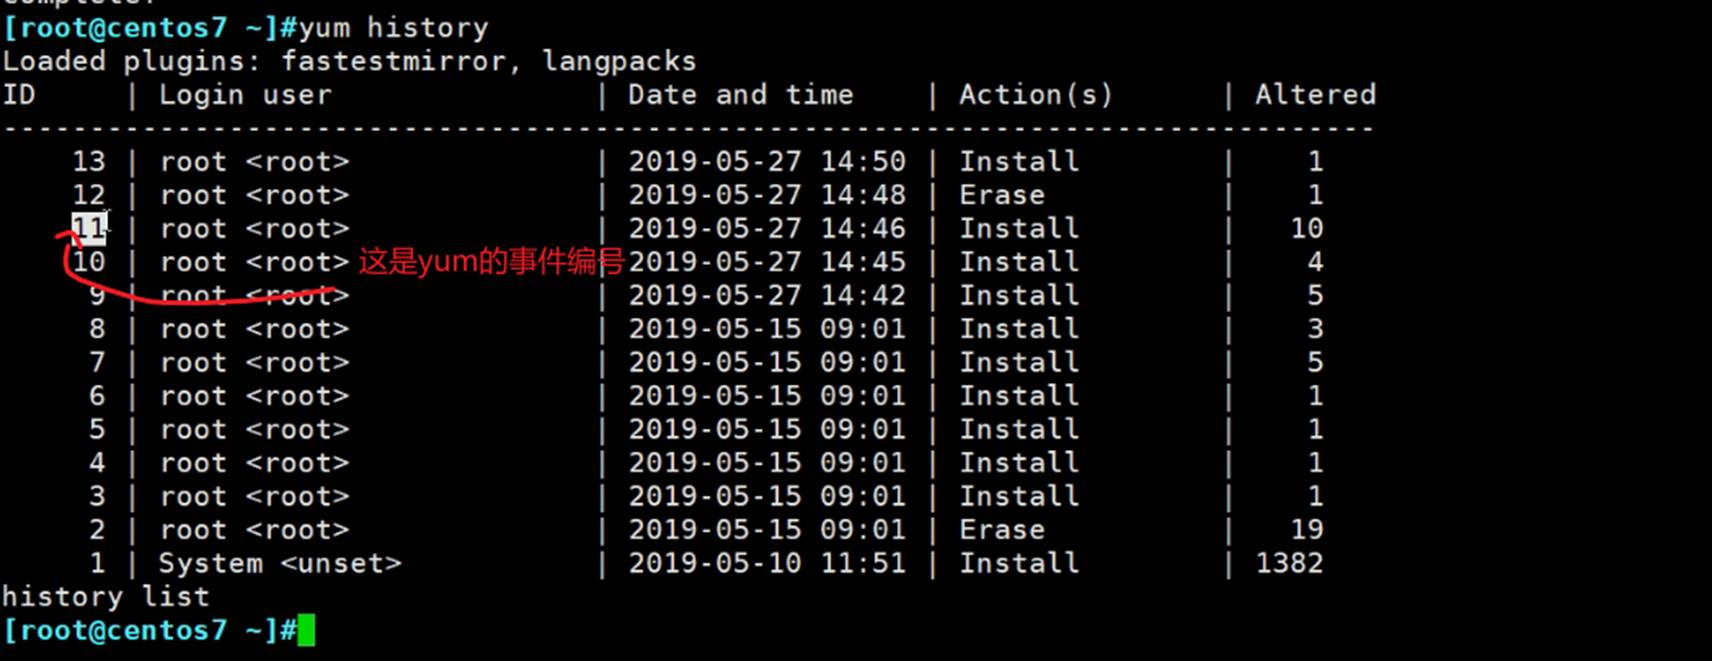 [root@centos7 ~]#yum history
Loaded plugins: fastestmirror, langpacks
ID | Login user | Date and time | Action(s) | Altered
-------------------------------------------------------------------------------
13 | root <root> | 2019-05-27 14:50 | Install | 1
12 | root <root> | 2019-05-27 14:48 | Erase | 1
11 | root <root> | 2019-05-27 14:46 | Install | 10
10 | root <root> 这是yum的事件编号 | 2019-05-27 14:45 | Install | 4
9 | root <root> | 2019-05-27 14:42 | Install | 5
8 | root <root> | 2019-05-15 09:01 | Install | 3
7 | root <root> | 2019-05-15 09:01 | Install | 5
6 | root <root> | 2019-05-15 09:01 | Install | 1
5 | root <root> | 2019-05-15 09:01 | Install | 1
4 | root <root> | 2019-05-15 09:01 | Install | 1
3 | root <root> | 2019-05-15 09:01 | Install | 1
2 | root <root> | 2019-05-15 09:01 | Erase | 19
1 | System <unset> | 2019-05-10 11:51 | Install | 1382
history list
[root@centos7 ~]#